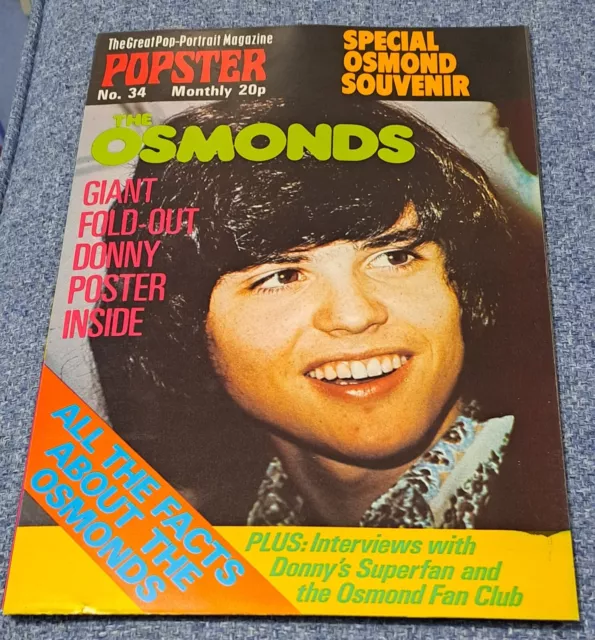 The Great Pop-Portrait Magazine
POPSTER
No. 34 Monthly 20p
SPECIAL
OSMOND
SOUVENIR
THE
OSMONDS
GIANT
FOLD-OUT
DONNY
POSTER
INSIDE
ALL THE FACTS
ABOUT THE
OSMONDS
PLUS: Interviews with
Donny's Superfan and
the Osmond Fan Club